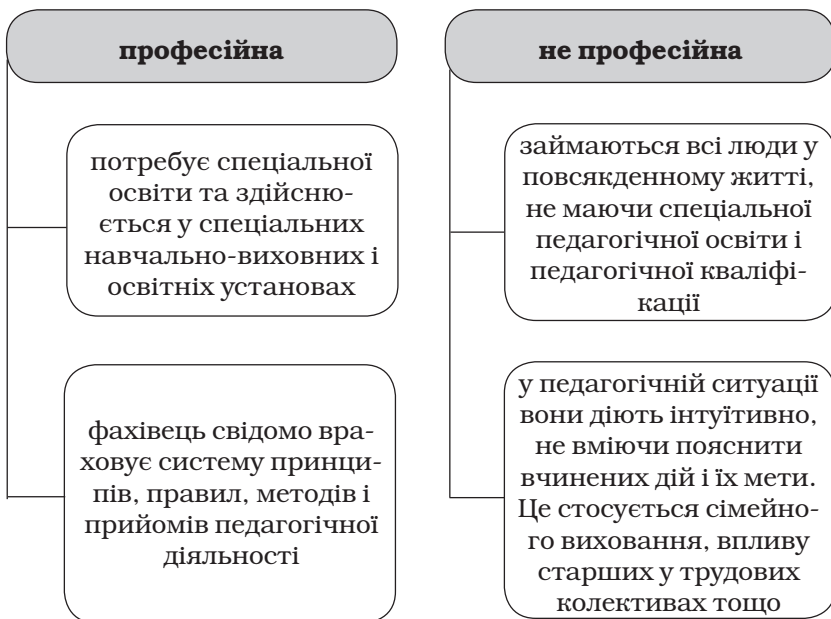 професійна
потребує спеціальної
освіти та здійсню-
ється у спеціальних
навчально-виховних і
освітніх установах
фахівець свідомо вра-
ховує систему принци-
пів, правил, методів і
прийомів педагогічної
діяльності
не професійна
займаються всі люди у
повсякденному житті,
не маючи спеціальної
педагогічної освіти і
педагогічної кваліфі-
кації
у педагогічній ситуації
вони діють інтуїтивно,
не вміючи пояснити
вчинених дій і їх мети.
Це стосується сімейно-
го виховання, впливу
старших у трудових
колективах тощо